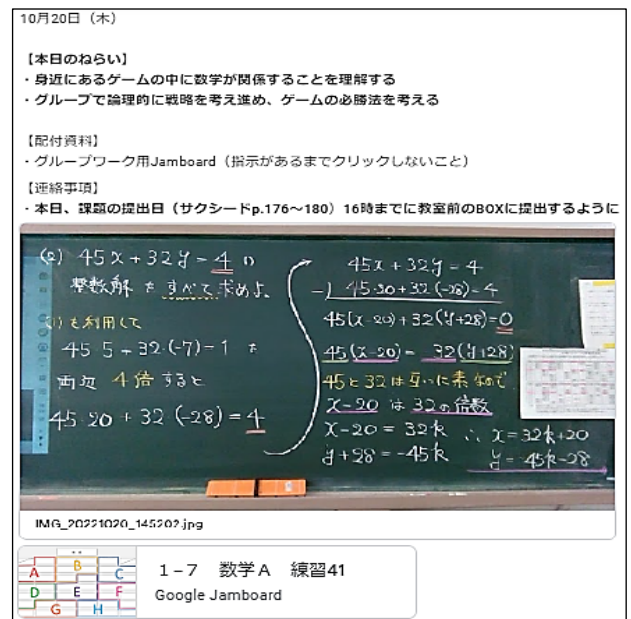 10月20日（木）
【本日のねらい】
・身近にあるゲームの中に数学が関係することを理解する
・グループで論理的に戦略を考え進め、ゲームの必勝法を考える
【配付資料】
・グループワーク用Jamboard（指示があるまでクリックしないこと）
【連絡事項】
・本日、課題の提出日（サクシードp.176～180）16時までに教室前のBOXに提出するように
(2) 45x+32y=4の
整数解をすべて求めよ。
(1)を利用して
45·5+32·(-7)=1を
両辺 4倍すると
45·20+32(-28)=4
45x+32y=4
-) 45·20+32·(-28)=4
45(x-20)+32(y+28)=0
45(x-20)=32(y+28)
45と32は互いに素なので
x-20は32の倍数
x-20=32k
y+28=-45k
∴ x=32k+20
y=-45k-28
IMG_20221020_145202.jpg
A B C
D E F
G H
1-7 数学A 練習41
Google Jamboard